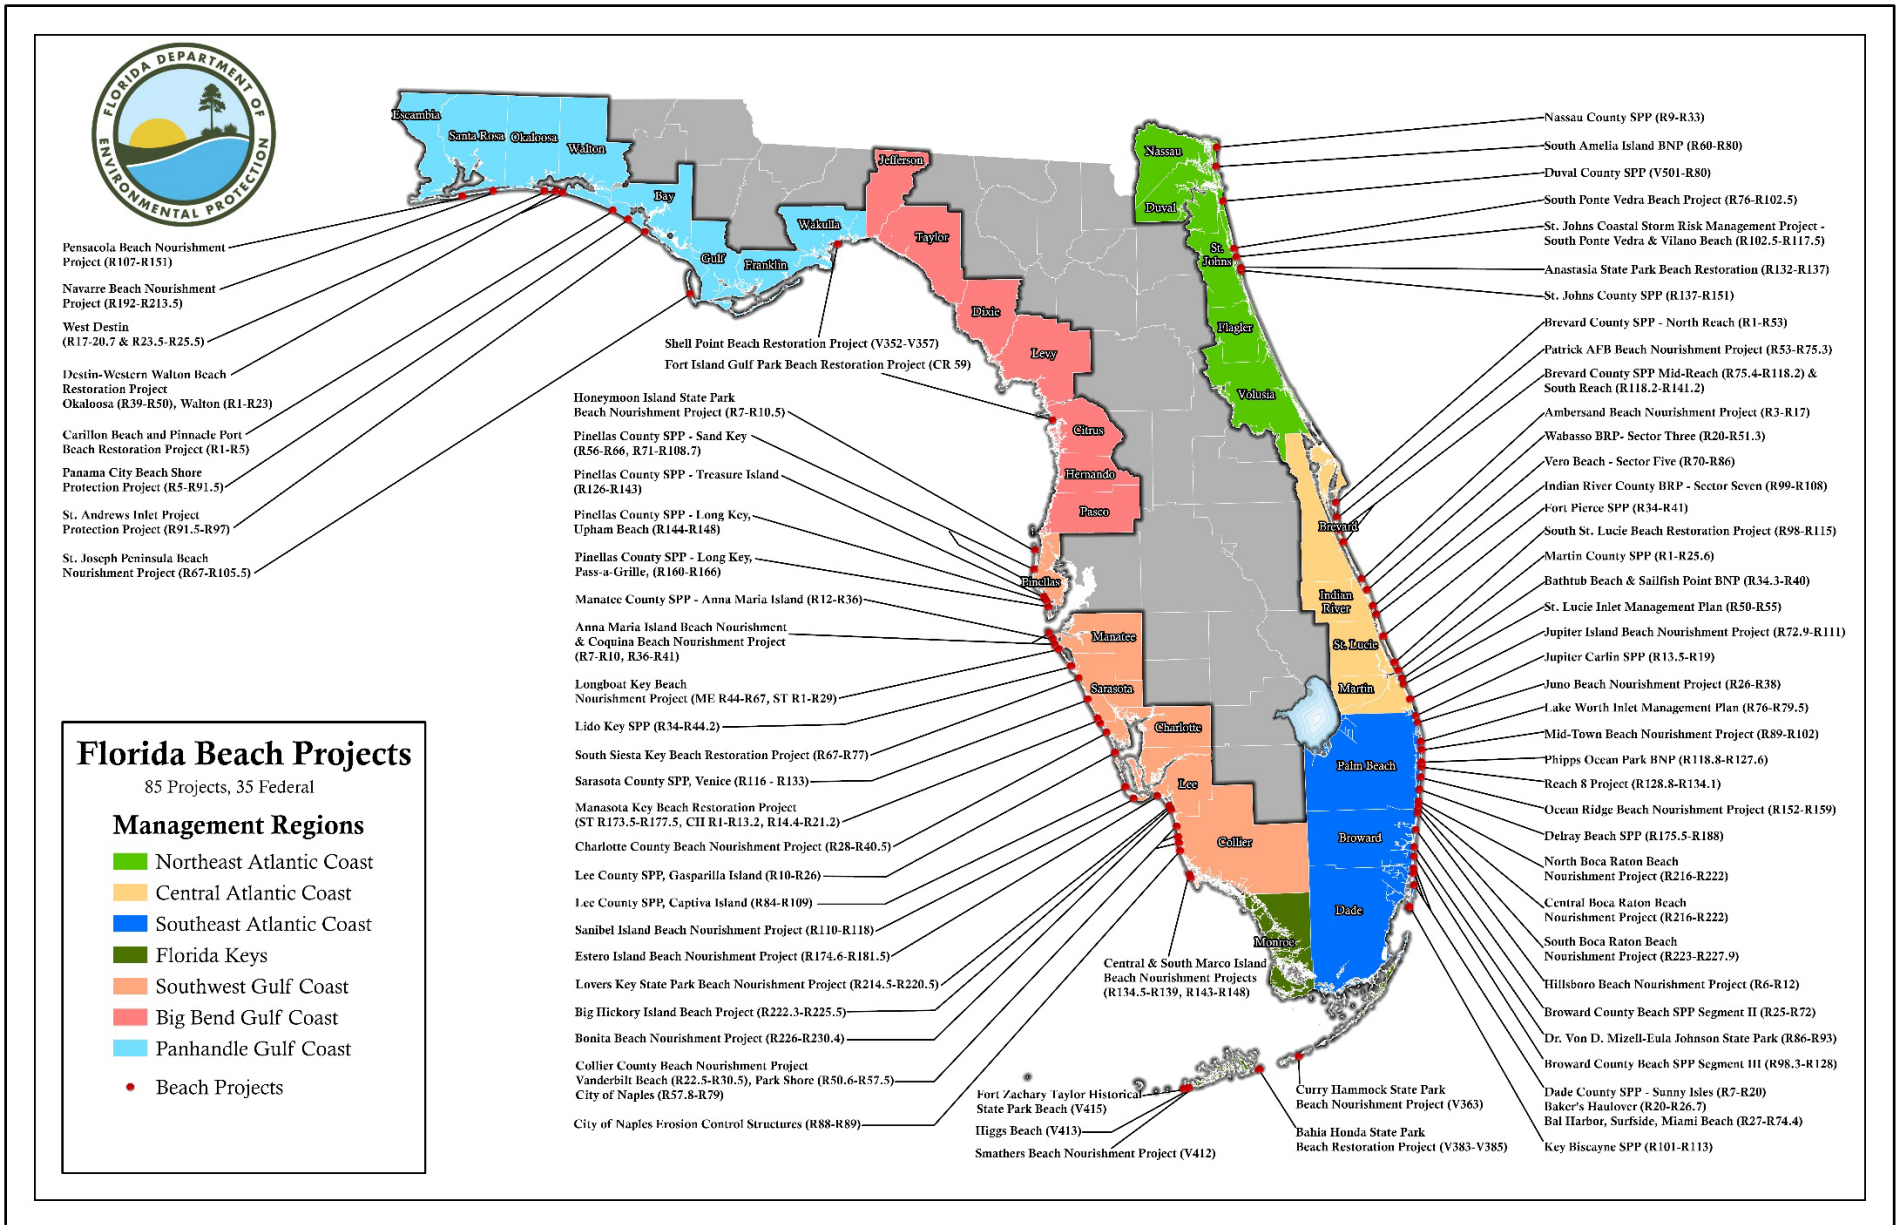 FLORIDA DEPARTMENT OF
ENVIRONMENTAL PROTECTION
Escambia
Santa Rosa
Okaloosa
Walton
Bay
Gulf
Franklin
Wakulla
Jefferson
Taylor
Dixie
Levy
Citrus
Hernando
Pasco
Pinellas
Manatee
Sarasota
Charlotte
Lee
Collier
Monroe
Nassau
Duval
St.
Johns
Flagler
Volusia
Brevard
Indian
River
St. Lucie
Martin
Palm Beach
Broward
Dade
Pensacola Beach Nourishment
Project (R107-R151)
Navarre Beach Nourishment
Project (R192-R213.5)
West Destin
(R17-20.7 & R23.5-R25.5)
Destin-Western Walton Beach
Restoration Project
Okaloosa (R39-R50), Walton (R1-R23)
Carillon Beach and Pinnacle Port
Beach Restoration Project (R1-R5)
Panama City Beach Shore
Protection Project (R5-R91.5)
St. Andrews Inlet Project
Protection Project (R91.5-R97)
St. Joseph Peninsula Beach
Nourishment Project (R67-R105.5)
Shell Point Beach Restoration Project (V352-V357)
Fort Island Gulf Park Beach Restoration Project (CR 59)
Honeymoon Island State Park
Beach Nourishment Project (R7-R10.5)
Pinellas County SPP - Sand Key
(R56-R66, R71-R108.7)
Pinellas County SPP - Treasure Island
(R126-R143)
Pinellas County SPP - Long Key,
Upham Beach (R144-R148)
Pinellas County SPP - Long Key,
Pass-a-Grille, (R160-R166)
Manatee County SPP - Anna Maria Island (R12-R36)
Anna Maria Island Beach Nourishment
& Coquina Beach Nourishment Project
(R7-R10, R36-R41)
Longboat Key Beach
Nourishment Project (ME R44-R67, ST R1-R29)
Lido Key SPP (R34-R44.2)
South Siesta Key Beach Restoration Project (R67-R77)
Sarasota County SPP, Venice (R116 - R133)
Manasota Key Beach Restoration Project
(ST R173.5-R177.5, CH R1-R13.2, R14.4-R21.2)
Charlotte County Beach Nourishment Project (R28-R40.5)
Lee County SPP, Gasparilla Island (R10-R26)
Lee County SPP, Captiva Island (R84-R109)
Sanibel Island Beach Nourishment Project (R110-R118)
Estero Island Beach Nourishment Project (R174.6-R181.5)
Lovers Key State Park Beach Nourishment Project (R214.5-R220.5)
Big Hickory Island Beach Project (R222.3-R225.5)
Bonita Beach Nourishment Project (R226-R230.4)
Collier County Beach Nourishment Project
Vanderbilt Beach (R22.5-R30.5), Park Shore (R50.6-R57.5)
City of Naples (R57.8-R79)
City of Naples Erosion Control Structures (R88-R89)
Central & South Marco Island
Beach Nourishment Projects
(R134.5-R139, R143-R148)
Fort Zachary Taylor Historical
State Park Beach (V415)
Higgs Beach (V413)
Smathers Beach Nourishment Project (V412)
Curry Hammock State Park
Beach Nourishment Project (V363)
Bahia Honda State Park
Beach Restoration Project (V383-V385)
Nassau County SPP (R9-R33)
South Amelia Island BNP (R60-R80)
Duval County SPP (V501-R80)
South Ponte Vedra Beach Project (R76-R102.5)
St. Johns Coastal Storm Risk Management Project -
South Ponte Vedra & Vilano Beach (R102.5-R117.5)
Anastasia State Park Beach Restoration (R132-R137)
St. Johns County SPP (R137-R151)
Brevard County SPP - North Reach (R1-R53)
Patrick AFB Beach Nourishment Project (R53-R75.3)
Brevard County SPP Mid-Reach (R75.4-R118.2) &
South Reach (R118.2-R141.2)
Ambersand Beach Nourishment Project (R3-R17)
Wabasso BRP- Sector Three (R20-R51.3)
Vero Beach - Sector Five (R70-R86)
Indian River County BRP - Sector Seven (R99-R108)
Fort Pierce SPP (R34-R41)
South St. Lucie Beach Restoration Project (R98-R115)
Martin County SPP (R1-R25.6)
Bathtub Beach & Sailfish Point BNP (R34.3-R40)
St. Lucie Inlet Management Plan (R50-R55)
Jupiter Island Beach Nourishment Project (R72.9-R111)
Jupiter Carlin SPP (R13.5-R19)
Juno Beach Nourishment Project (R26-R38)
Lake Worth Inlet Management Plan (R76-R79.5)
Mid-Town Beach Nourishment Project (R89-R102)
Phipps Ocean Park BNP (R118.8-R127.6)
Reach 8 Project (R128.8-R134.1)
Ocean Ridge Beach Nourishment Project (R152-R159)
Delray Beach SPP (R175.5-R188)
North Boca Raton Beach
Nourishment Project (R216-R222)
Central Boca Raton Beach
Nourishment Project (R216-R222)
South Boca Raton Beach
Nourishment Project (R223-R227.9)
Hillsboro Beach Nourishment Project (R6-R12)
Broward County Beach SPP Segment II (R25-R72)
Dr. Von D. Mizell-Eula Johnson State Park (R86-R93)
Broward County Beach SPP Segment III (R98.3-R128)
Dade County SPP - Sunny Isles (R7-R20)
Baker's Haulover (R20-R26.7)
Bal Harbor, Surfside, Miami Beach (R27-R74.4)
Key Biscayne SPP (R101-R113)
Florida Beach Projects
85 Projects, 35 Federal
Management Regions
Northeast Atlantic Coast
Central Atlantic Coast
Southeast Atlantic Coast
Florida Keys
Southwest Gulf Coast
Big Bend Gulf Coast
Panhandle Gulf Coast
Beach Projects